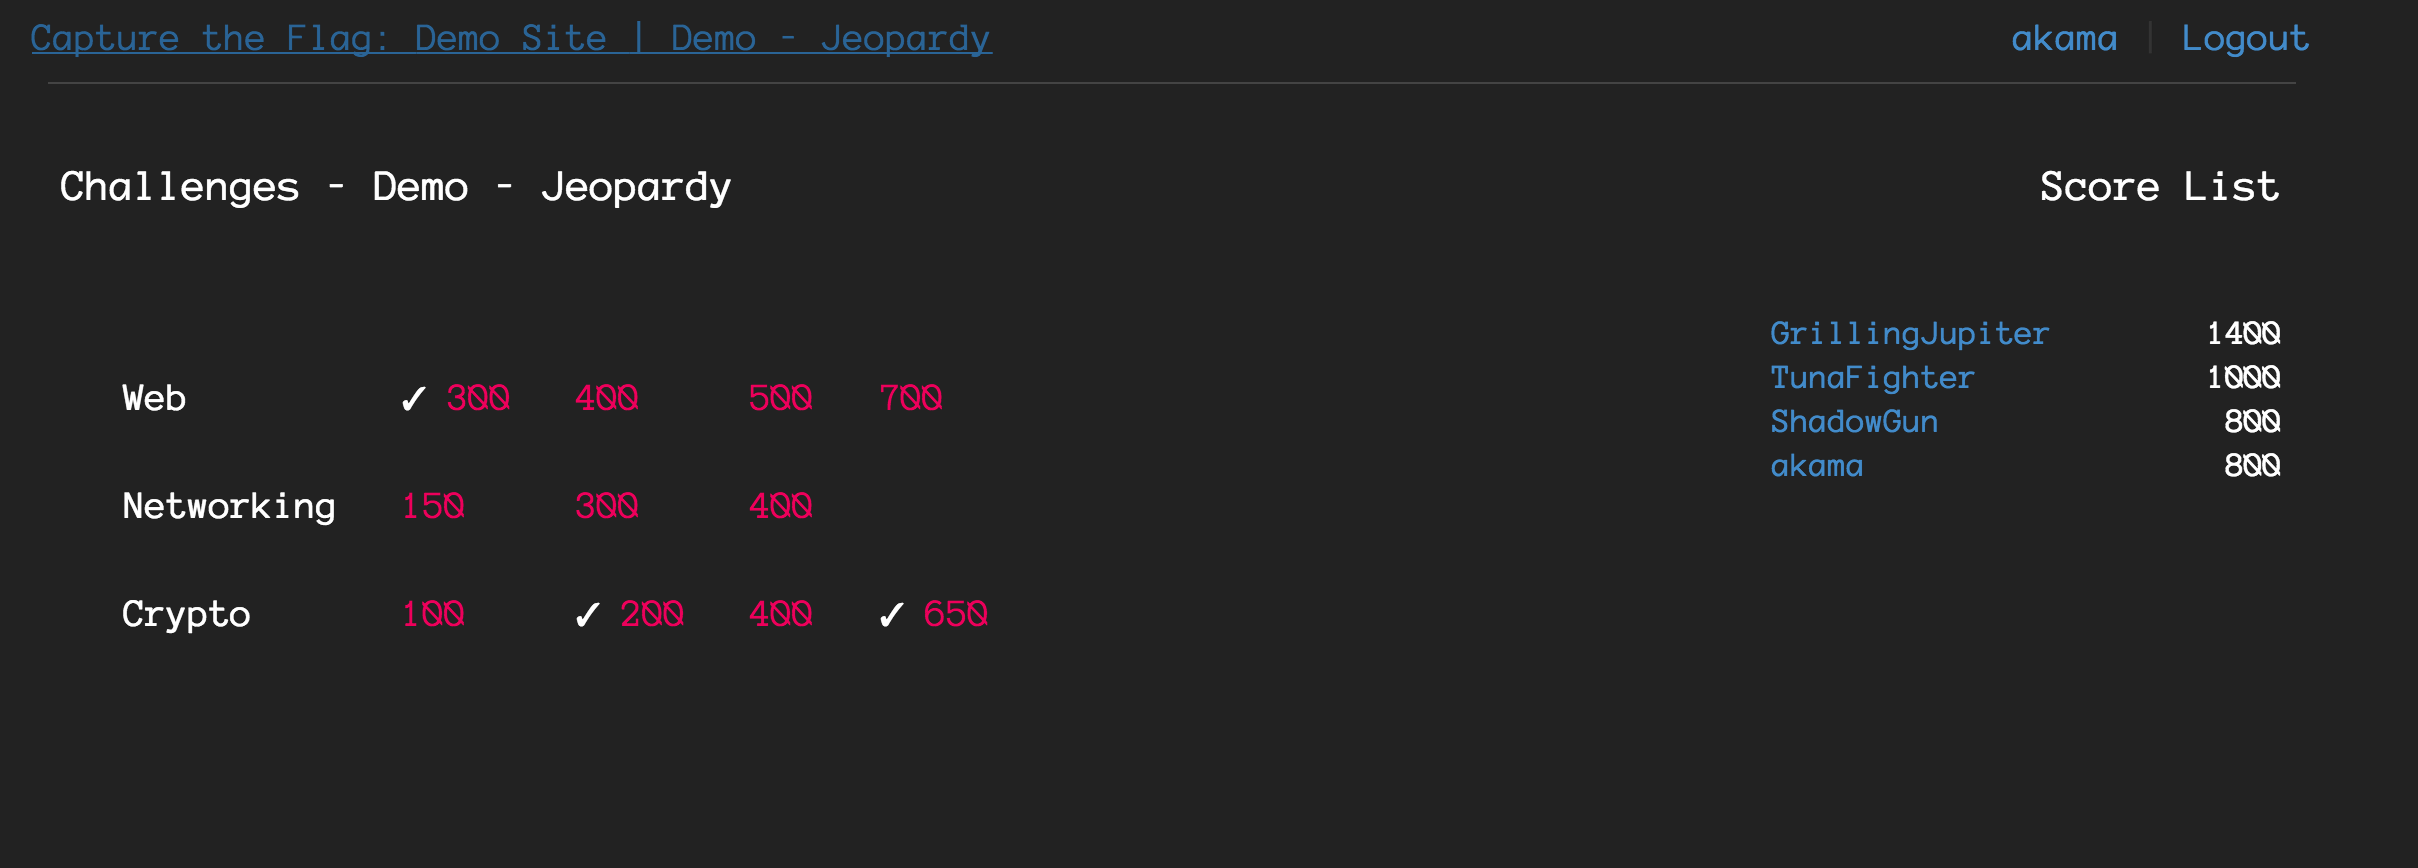 Capture the Flag: Demo Site | Demo - Jeopardy
akama | Logout
Challenges - Demo - Jeopardy
Web ✓ 300 400 500 700
Networking 150 300 400
Crypto 100 ✓ 200 400 ✓ 650
Score List
GrillingJupiter 1400
TunaFighter 1000
ShadowGun 800
akama 800